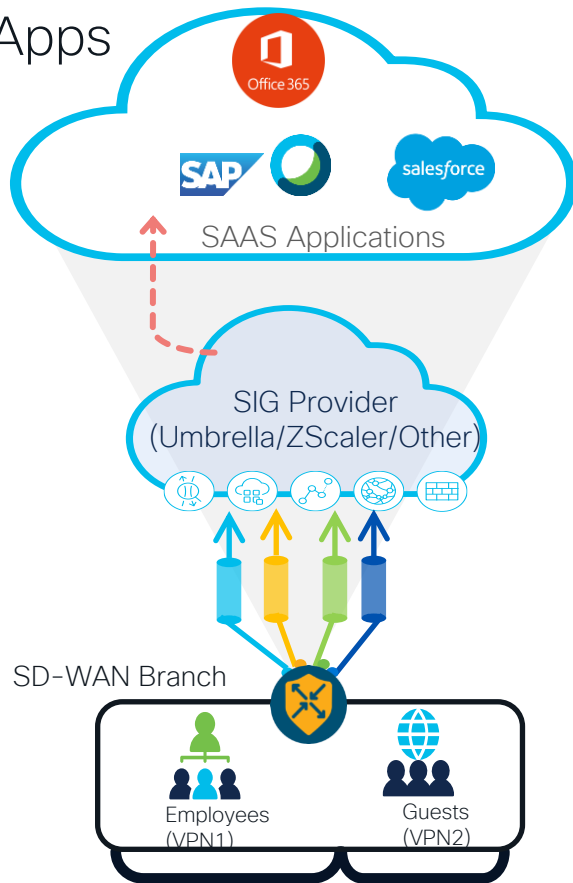 Apps
Office 365
SAP
salesforce
SAAS Applications
SIG Provider
(Umbrella/ZScaler/Other)
SD-WAN Branch
Employees
(VPN1)
Guests
(VPN2)